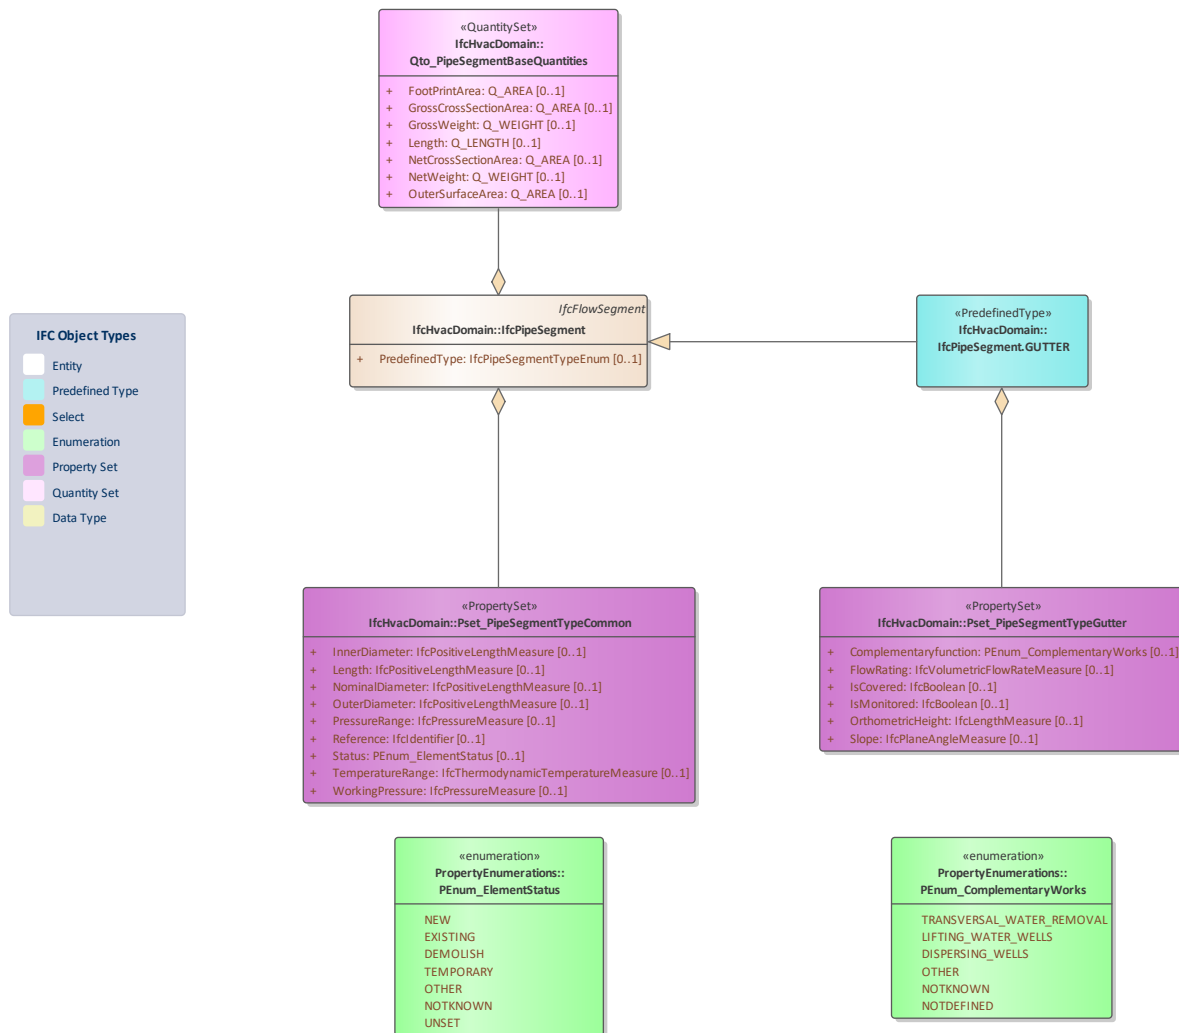 «QuantitySet»
IfcHvacDomain::
Qto_PipeSegmentBaseQuantities
+ FootPrintArea: Q_AREA [0..1]
+ GrossCrossSectionArea: Q_AREA [0..1]
+ GrossWeight: Q_WEIGHT [0..1]
+ Length: Q_LENGTH [0..1]
+ NetCrossSectionArea: Q_AREA [0..1]
+ NetWeight: Q_WEIGHT [0..1]
+ OuterSurfaceArea: Q_AREA [0..1]
IfcFlowSegment
IfcHvacDomain::IfcPipeSegment
+ PredefinedType: IfcPipeSegmentTypeEnum [0..1]
«PredefinedType»
IfcHvacDomain::
IfcPipeSegment.GUTTER
IFC Object Types
Entity
Predefined Type
Select
Enumeration
Property Set
Quantity Set
Data Type
«PropertySet»
IfcHvacDomain::Pset_PipeSegmentTypeCommon
+ InnerDiameter: IfcPositiveLengthMeasure [0..1]
+ Length: IfcPositiveLengthMeasure [0..1]
+ NominalDiameter: IfcPositiveLengthMeasure [0..1]
+ OuterDiameter: IfcPositiveLengthMeasure [0..1]
+ PressureRange: IfcPressureMeasure [0..1]
+ Reference: IfcIdentifier [0..1]
+ Status: PEnum_ElementStatus [0..1]
+ TemperatureRange: IfcThermodynamicTemperatureMeasure [0..1]
+ WorkingPressure: IfcPressureMeasure [0..1]
«PropertySet»
IfcHvacDomain::Pset_PipeSegmentTypeGutter
+ Complementaryfunction: PEnum_ComplementaryWorks [0..1]
+ FlowRating: IfcVolumetricFlowRateMeasure [0..1]
+ IsCovered: IfcBoolean [0..1]
+ IsMonitored: IfcBoolean [0..1]
+ OrthometricHeight: IfcLengthMeasure [0..1]
+ Slope: IfcPlaneAngleMeasure [0..1]
«enumeration»
PropertyEnumerations::
PEnum_ElementStatus
NEW
EXISTING
DEMOLISH
TEMPORARY
OTHER
NOTKNOWN
UNSET
«enumeration»
PropertyEnumerations::
PEnum_ComplementaryWorks
TRANSVERSAL_WATER_REMOVAL
LIFTING_WATER_WELLS
DISPERSING_WELLS
OTHER
NOTKNOWN
NOTDEFINED